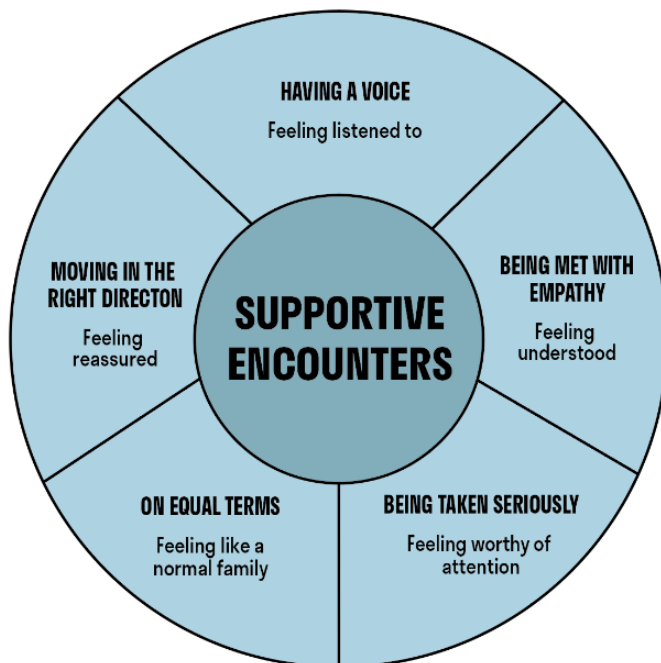 HAVING A VOICE
Feeling listened to
BEING MET WITH
EMPATHY
Feeling
understood
BEING TAKEN SERIOUSLY
Feeling worthy of
attention
ON EQUAL TERMS
Feeling like a
normal family
MOVING IN THE
RIGHT DIRECTON
Feeling
reassured
SUPPORTIVE
ENCOUNTERS